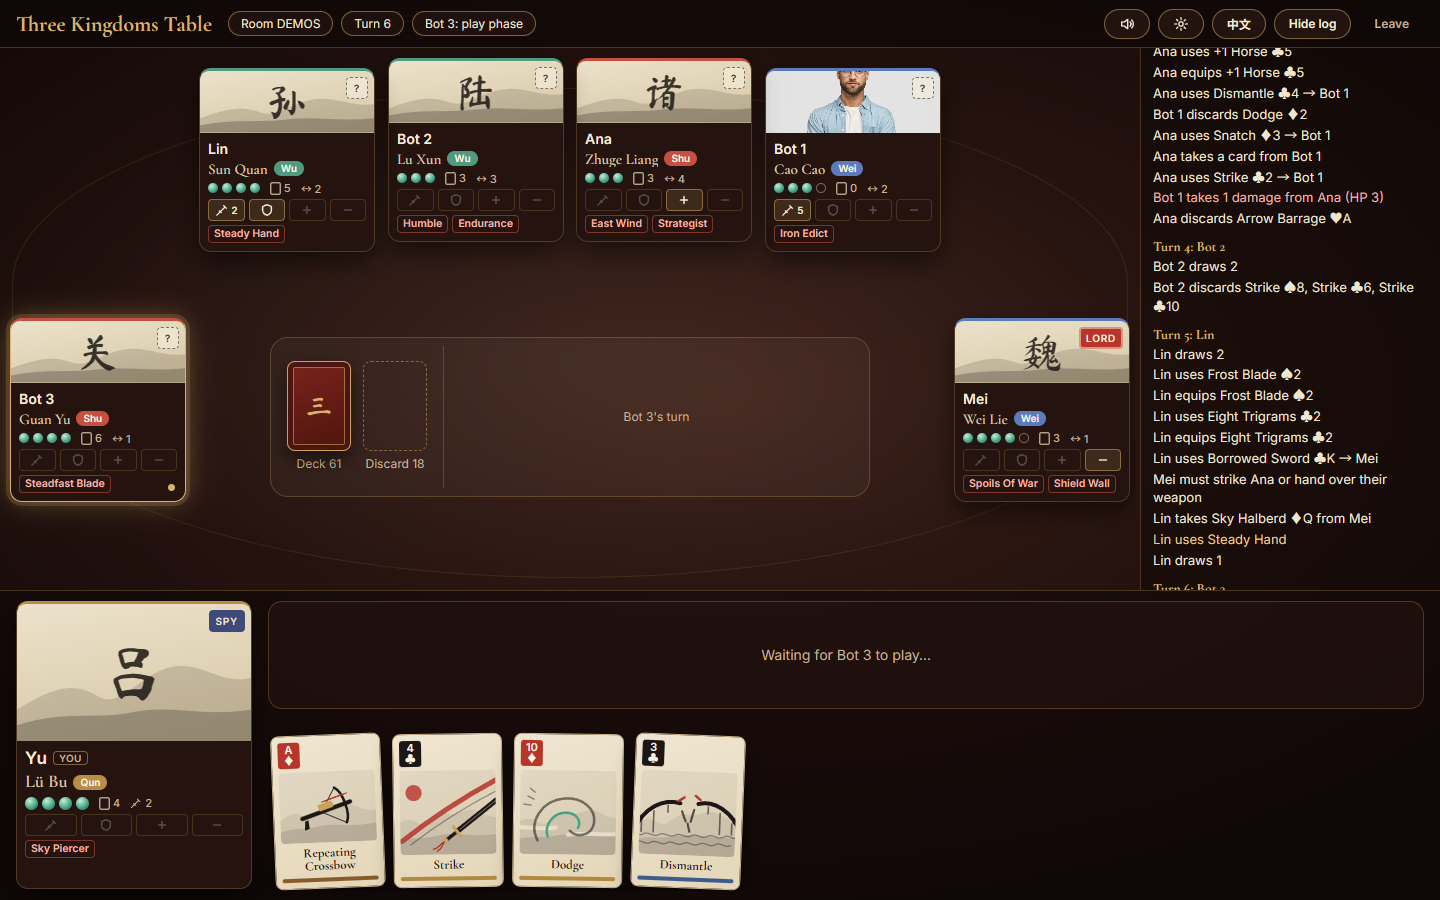 Three Kingdoms Table
Room DEMOS
Turn 6
Bot 3: play phase
中文
Hide log
Leave
孙
?
Lin
Sun Quan Wu
5 ↔ 2
2
Steady Hand
陆
?
Bot 2
Lu Xun Wu
3 ↔ 3
Humble Endurance
诸
?
Ana
Zhuge Liang Shu
3 ↔ 4
+ −
East Wind Strategist
?
Bot 1
Cao Cao Wei
0 ↔ 2
5 + −
Iron Edict
关
?
Bot 3
Guan Yu Shu
6 ↔ 1
+ −
Steadfast Blade
三
Deck 61
Discard 18
Bot 3's turn
魏
LORD
Mei
Wei Lie Wei
3 ↔ 1
+ −
Spoils Of War Shield Wall
Ana uses +1 Horse ♣5
Ana equips +1 Horse ♣5
Ana uses Dismantle ♣4 → Bot 1
Bot 1 discards Dodge ♦2
Ana uses Snatch ♦3 → Bot 1
Ana takes a card from Bot 1
Ana uses Strike ♣2 → Bot 1
Bot 1 takes 1 damage from Ana (HP 3)
Ana discards Arrow Barrage ♥A
Turn 4: Bot 2
Bot 2 draws 2
Bot 2 discards Strike ♠8, Strike ♣6, Strike
♣10
Turn 5: Lin
Lin draws 2
Lin uses Frost Blade ♠2
Lin equips Frost Blade ♠2
Lin uses Eight Trigrams ♣2
Lin equips Eight Trigrams ♣2
Lin uses Borrowed Sword ♣K → Mei
Mei must strike Ana or hand over their
weapon
Lin takes Sky Halberd ♦Q from Mei
Lin uses Steady Hand
Lin draws 1
吕
SPY
Yu YOU
Lü Bu Qun
4 2
+ −
Sky Piercer
Waiting for Bot 3 to play...
A
♦
Repeating
Crossbow
4
♣
Strike
10
♦
Dodge
3
♣
Dismantle